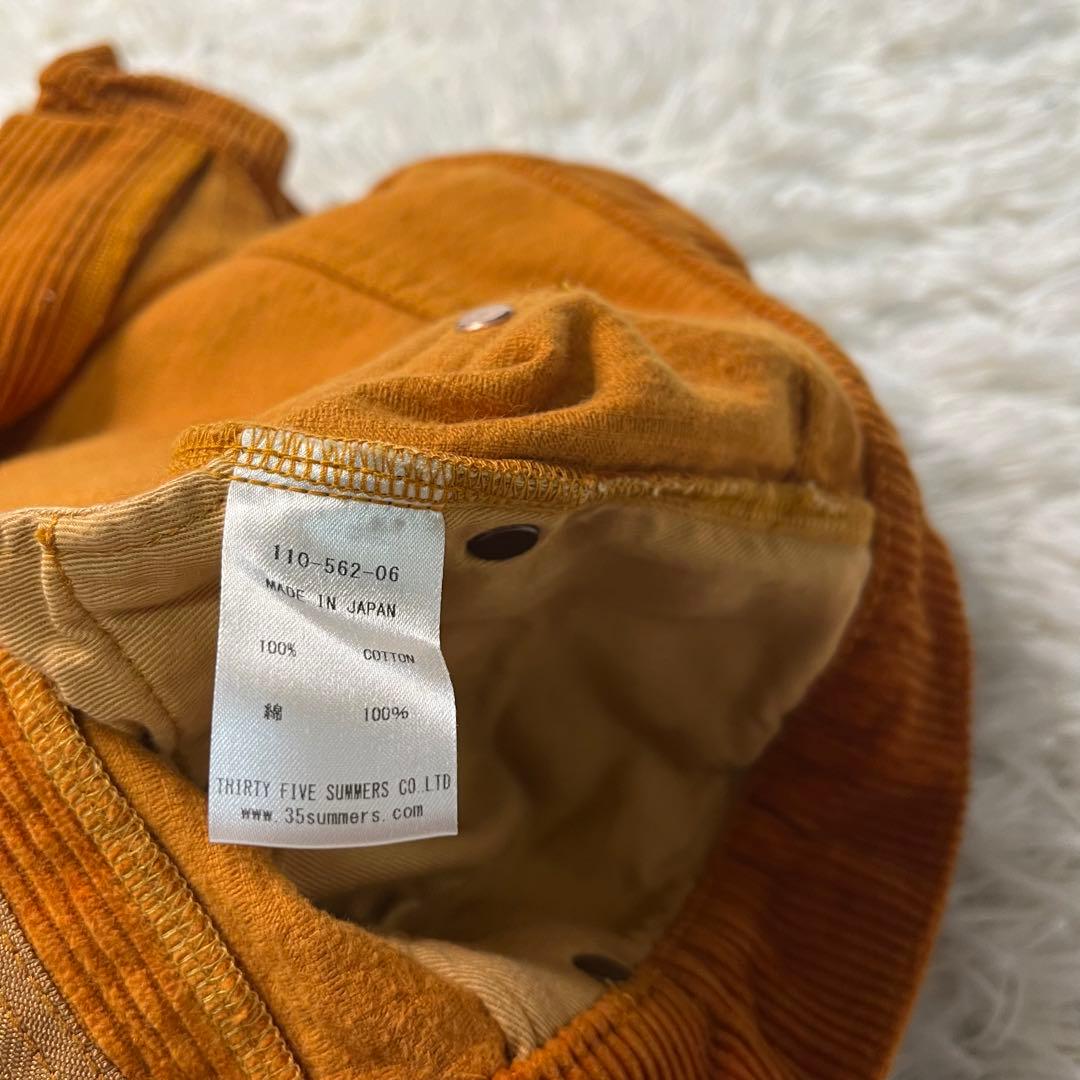 110-562-06
MADE IN JAPAN
100% COTTON
綿 100%
THIRTY FIVE SUMMERS CO.LTD
www.35summers.com